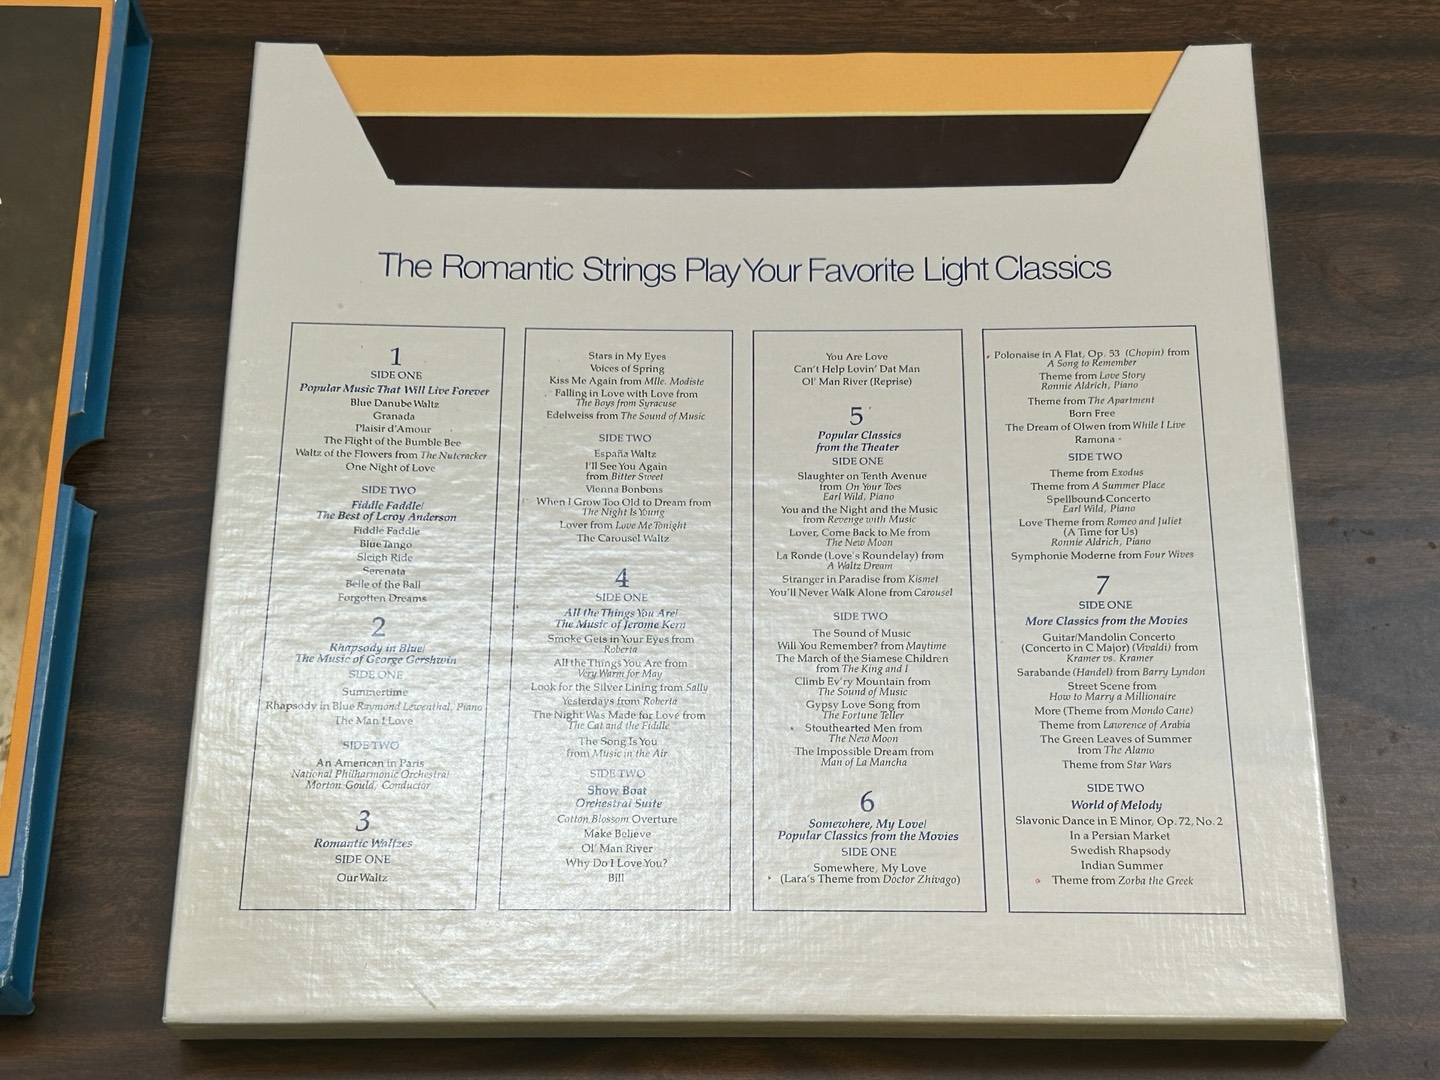 The Romantic Strings Play Your Favorite Light Classics
1
SIDE ONE
Popular Music That Will Live Forever
Blue Danube Waltz
Granada
Plaisir d'Amour
The Flight of the Bumble Bee
Waltz of the Flowers from The Nutcracker
One Night of Love
SIDE TWO
Fiddle Faddle!
The Best of Leroy Anderson
Fiddle Faddle
Blue Tango
Sleigh Ride
Serenata
Belle of the Ball
Forgotten Dreams
2
Rhapsody in Blue!
The Music of George Gershwin
SIDE ONE
Summertime
Rhapsody in Blue Raymond Lewenthal, Piano
The Man I Love
SIDE TWO
An American in Paris
National Philharmonic Orchestra/
Morton Gould, Conductor
3
Romantic Waltzes
SIDE ONE
Our Waltz
Stars in My Eyes
Voices of Spring
Kiss Me Again from Mlle. Modiste
Falling in Love with Love from
The Boys from Syracuse
Edelweiss from The Sound of Music
SIDE TWO
España Waltz
I'll See You Again
from Bitter Sweet
Vienna Bonbons
When I Grow Too Old to Dream from
The Night Is Young
Lover from Love Me Tonight
The Carousel Waltz
4
SIDE ONE
All the Things You Are!
The Music of Jerome Kern
Smoke Gets in Your Eyes from
Roberta
All the Things You Are from
Very Warm for May
Look for the Silver Lining from Sally
Yesterdays from Roberta
The Night Was Made for Love from
The Cat and the Fiddle
The Song Is You
from Music in the Air
SIDE TWO
Show Boat
Orchestral Suite
Cotton Blossom Overture
Make Believe
Ol' Man River
Why Do I Love You?
Bill
You Are Love
Can't Help Lovin' Dat Man
Ol' Man River (Reprise)
5
Popular Classics
from the Theater
SIDE ONE
Slaughter on Tenth Avenue
from On Your Toes
Earl Wild, Piano
You and the Night and the Music
from Revenge with Music
Lover, Come Back to Me from
The New Moon
La Ronde (Love's Roundelay) from
A Waltz Dream
Stranger in Paradise from Kismet
You'll Never Walk Alone from Carousel
SIDE TWO
The Sound of Music
Will You Remember? from Maytime
The March of the Siamese Children
from The King and I
Climb Ev'ry Mountain from
The Sound of Music
Gypsy Love Song from
The Fortune Teller
Stouthearted Men from
The New Moon
The Impossible Dream from
Man of La Mancha
6
Somewhere, My Love!
Popular Classics from the Movies
SIDE ONE
Somewhere, My Love
(Lara's Theme from Doctor Zhivago)
Polonaise in A Flat, Op. 53 (Chopin) from
A Song to Remember
Theme from Love Story
Ronnie Aldrich, Piano
Theme from The Apartment
Born Free
The Dream of Olwen from While I Live
Ramona
SIDE TWO
Theme from Exodus
Theme from A Summer Place
Spellbound Concerto
Earl Wild, Piano
Love Theme from Romeo and Juliet
(A Time for Us)
Ronnie Aldrich, Piano
Symphonie Moderne from Four Wives
7
SIDE ONE
More Classics from the Movies
Guitar/Mandolin Concerto
(Concerto in C Major) (Vivaldi) from
Kramer vs. Kramer
Sarabande (Handel) from Barry Lyndon
Street Scene from
How to Marry a Millionaire
More (Theme from Mondo Cane)
Theme from Lawrence of Arabia
The Green Leaves of Summer
from The Alamo
Theme from Star Wars
SIDE TWO
World of Melody
Slavonic Dance in E Minor, Op. 72, No. 2
In a Persian Market
Swedish Rhapsody
Indian Summer
Theme from Zorba the Greek